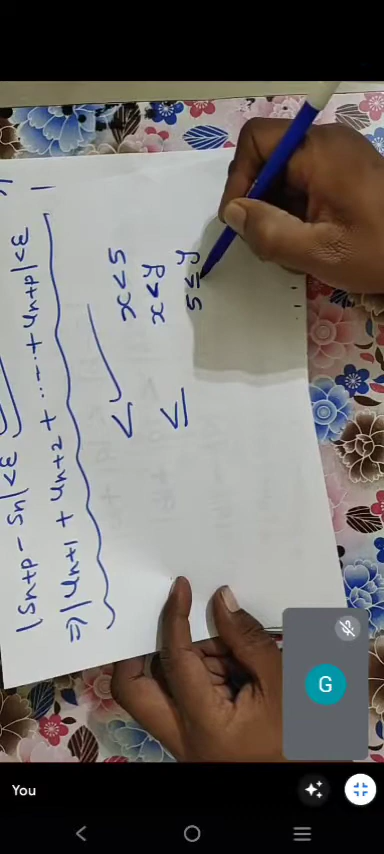 |Sn+p - Sn| < ε
⇒ |Un+1 + Un+2 + ..... + Un+p| < ε
< x < 5
≤ x < y
5 ≤ y
G
You